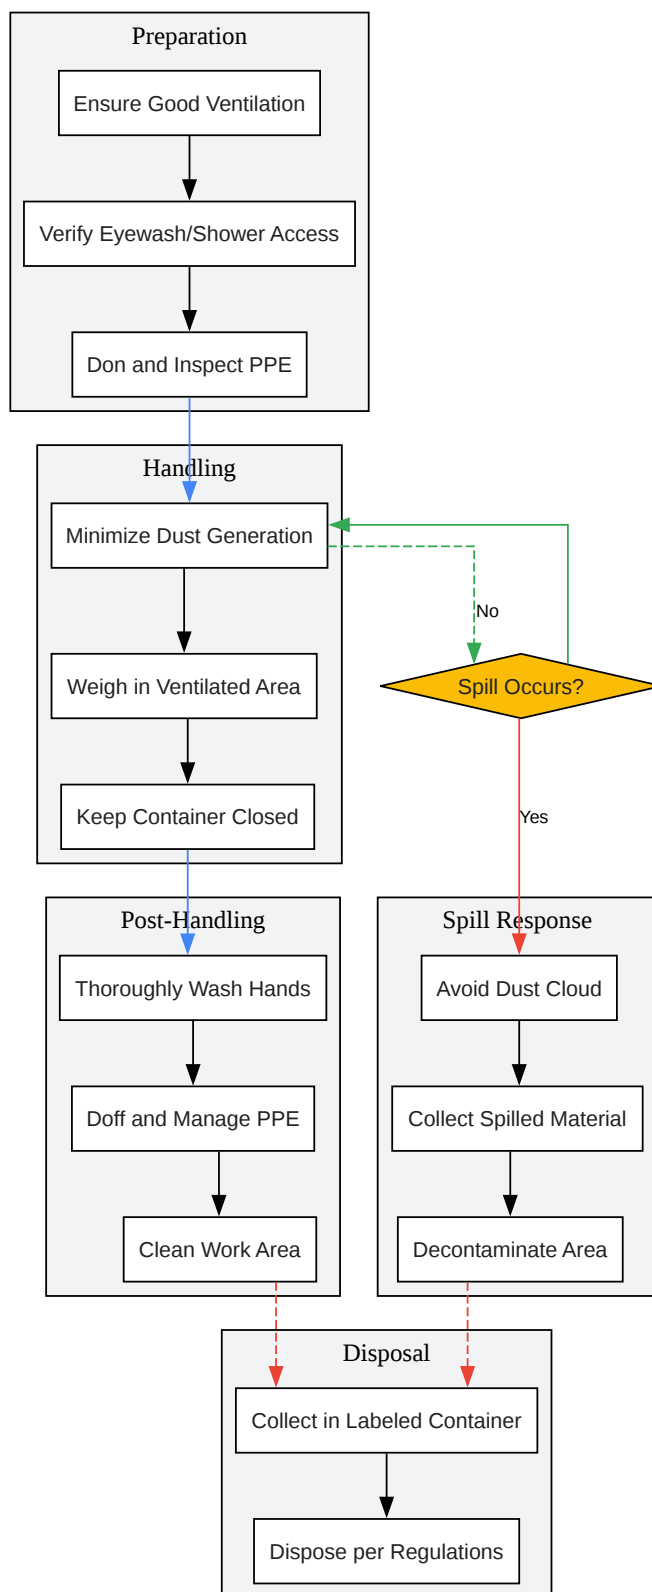 Preparation
Ensure Good Ventilation
Verify Eyewash/Shower Access
Don and Inspect PPE
Handling
Minimize Dust Generation
No
Weigh in Ventilated Area
Spill Occurs?
Keep Container Closed
Yes
Post-Handling
Thoroughly Wash Hands
Doff and Manage PPE
Clean Work Area
Spill Response
Avoid Dust Cloud
Collect Spilled Material
Decontaminate Area
Disposal
Collect in Labeled Container
Dispose per Regulations